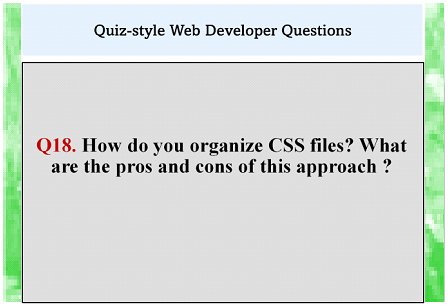 Quiz-style Web Developer Questions
Q18. How do you organize CSS files? What
are the pros and cons of this approach ?